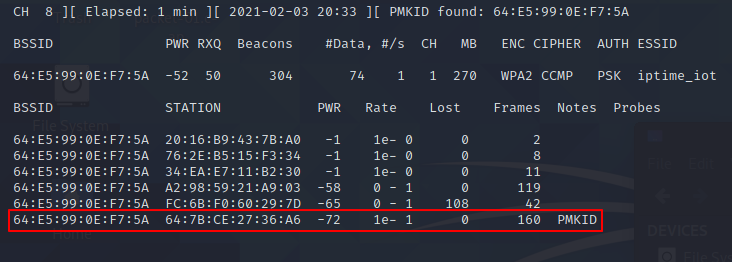 CH 8 ][ Elapsed: 1 min ][ 2021-02-03 20:33 ][ PMKID found: 64:E5:99:0E:F7:5A
BSSID PWR RXQ Beacons #Data, #/s CH MB ENC CIPHER AUTH ESSID
64:E5:99:0E:F7:5A -52 50 304 74 1 1 270 WPA2 CCMP PSK iptime_iot
BSSID STATION PWR Rate Lost Frames Notes Probes
64:E5:99:0E:F7:5A 20:16:B9:43:7B:A0 -1 1e- 0 0 2
64:E5:99:0E:F7:5A 76:2E:B5:15:F3:34 -1 1e- 0 0 8
64:E5:99:0E:F7:5A 34:EA:E7:11:B2:30 -1 1e- 0 0 11
64:E5:99:0E:F7:5A A2:98:59:21:A9:03 -58 0 - 1 0 119
64:E5:99:0E:F7:5A FC:6B:F0:60:29:7D -65 0 - 1 108 42
64:E5:99:0E:F7:5A 64:7B:CE:27:36:A6 -72 1e- 1 0 160 PMKID
File System
Home
File Edit
DEVICES
File Sy